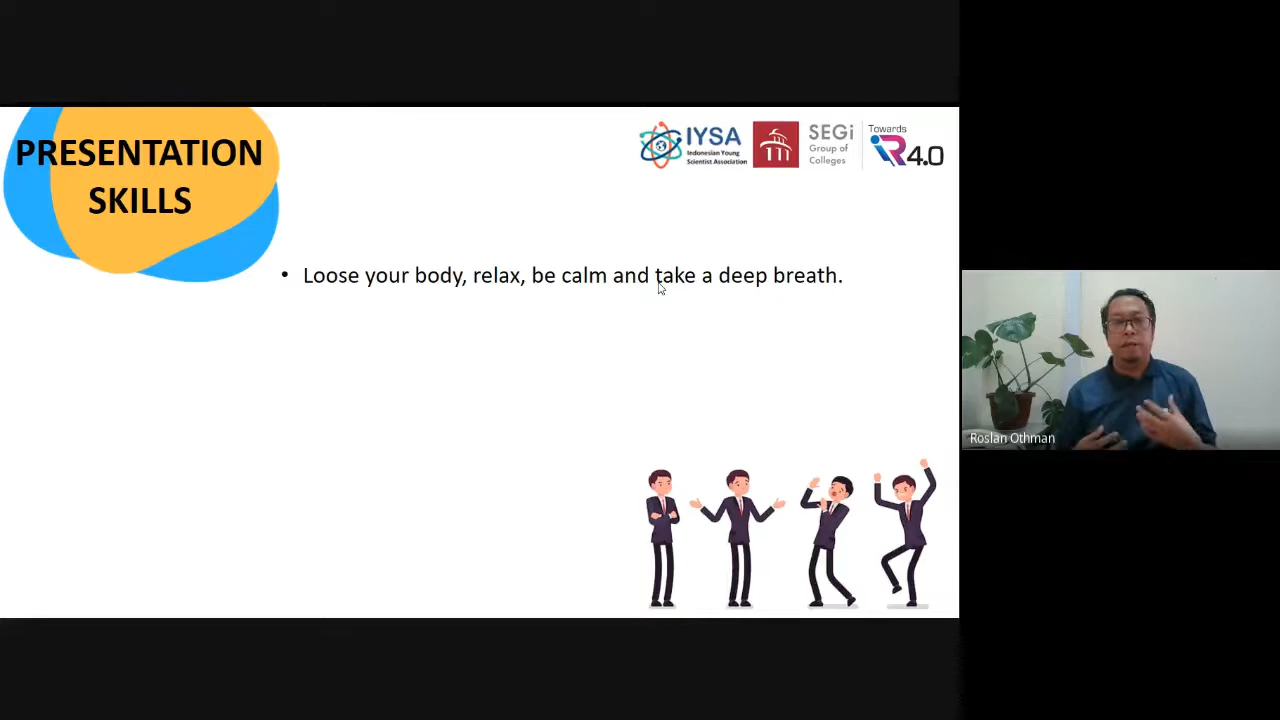 PRESENTATION
SKILLS
IYSA
Indonesian Young
Scientist Association
SEGi
Group of
Colleges
Towards
iR4.0
• Loose your body, relax, be calm and take a deep breath.
Roslan Othman